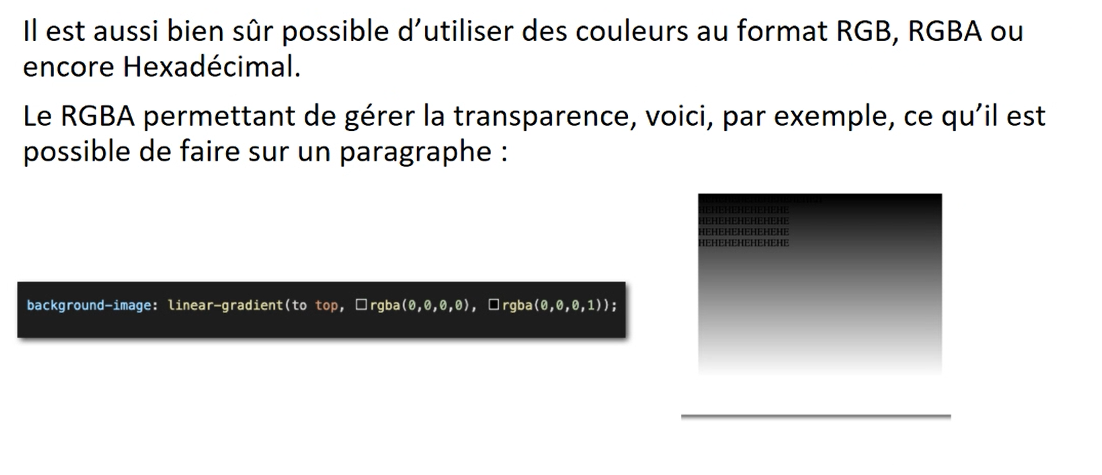 Il est aussi bien sûr possible d’utiliser des couleurs au format RGB, RGBA ou
encore Hexadécimal.
Le RGBA permettant de gérer la transparence, voici, par exemple, ce qu’il est
possible de faire sur un paragraphe :
background-image: linear-gradient(to top, rgba(0,0,0,0), rgba(0,0,0,1));
HEHEHEHEHEHEHE
HEHEHEHEHEHEHE
HEHEHEHEHEHEHE
HEHEHEHEHEHEHE